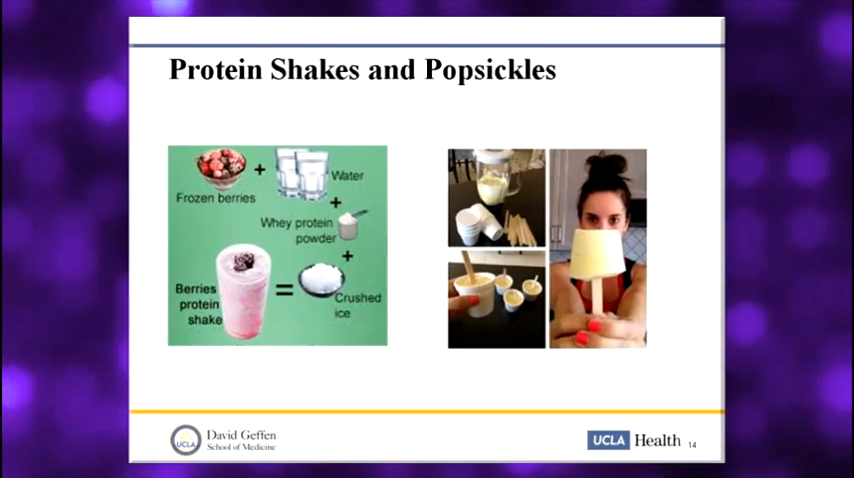 Protein Shakes and Popsickles
+
Water
Frozen berries
+
Whey protein
powder
+
Berries
protein
shake
=
Crushed
ice
UCLA
David Geffen
School of Medicine
UCLA Health
14